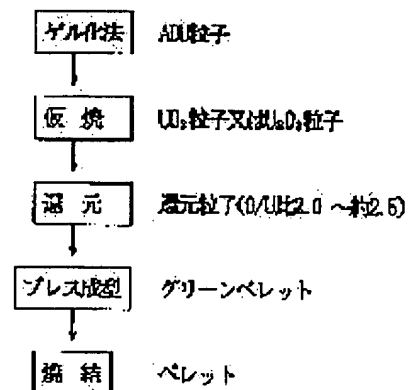 ゲル化法 ADU粒子
仮焼 UO₃粒子又はU₃O₈粒子
還元 還元粒子(O/U比2.0～約2.5)
プレス成型 グリーンペレット
焼結 ペレット